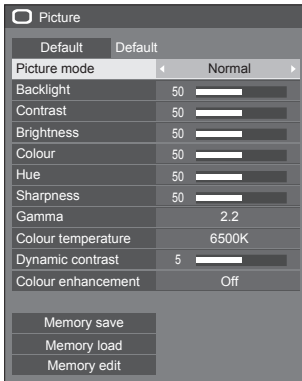 Picture
Default Default
Picture mode Normal
Backlight 50
Contrast 50
Brightness 50
Colour 50
Hue 50
Sharpness 50
Gamma 2.2
Colour temperature 6500K
Dynamic contrast 5
Colour enhancement Off
Memory save
Memory load
Memory edit